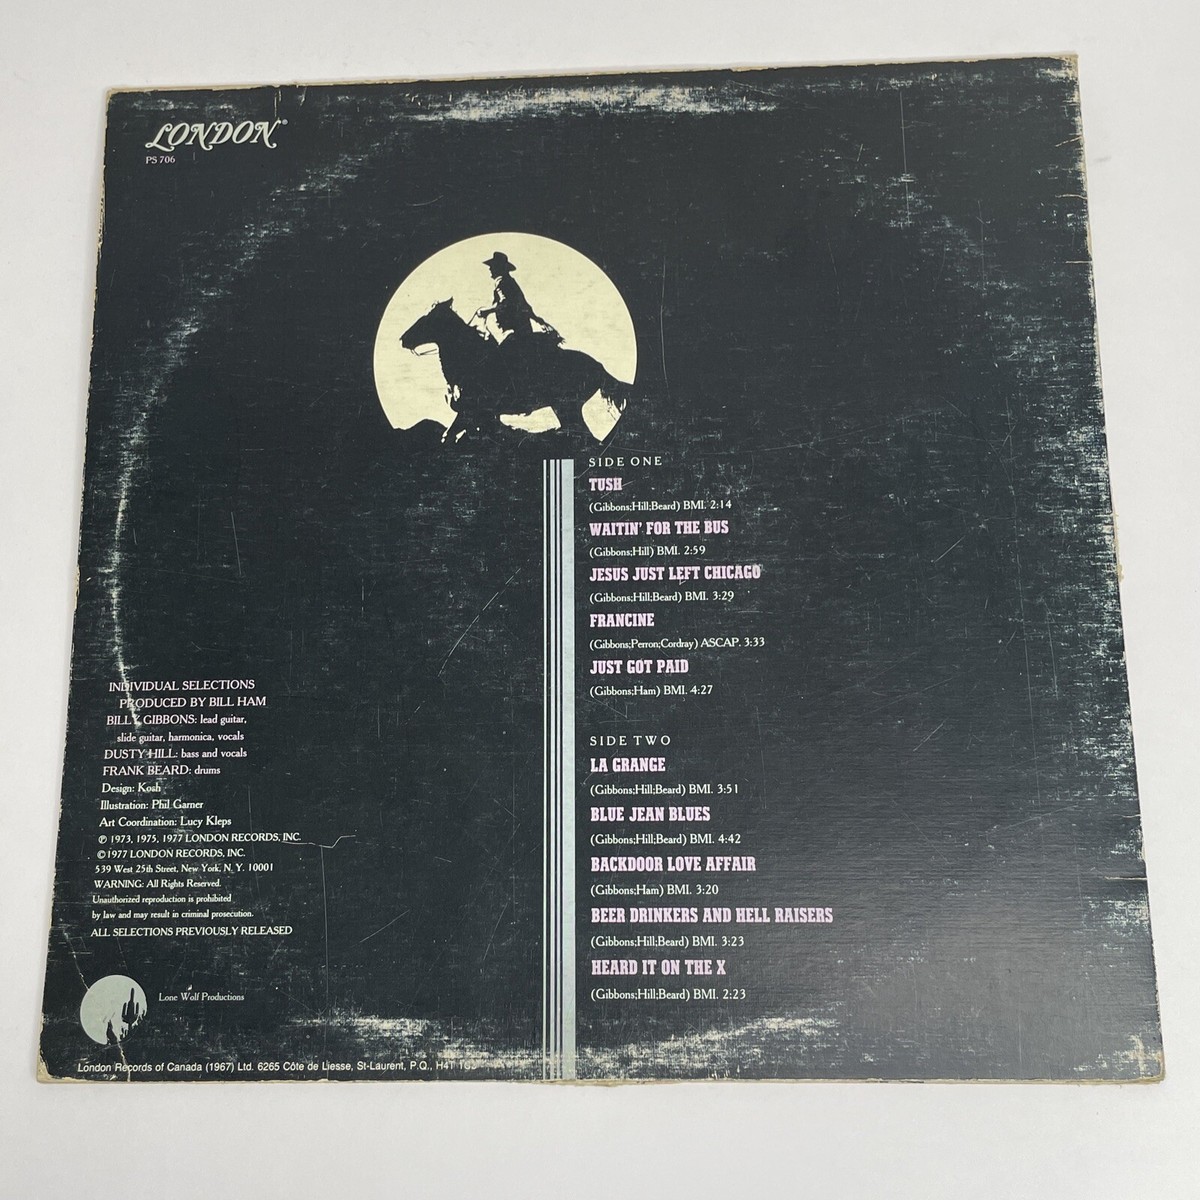 LONDON®
PS 706
SIDE ONE
TUSH
(Gibbons;Hill;Beard) BMI. 2:14
WAITIN' FOR THE BUS
(Gibbons;Hill) BMI. 2:59
JESUS JUST LEFT CHICAGO
(Gibbons;Hill;Beard) BMI. 3:29
FRANCINE
(Gibbons;Perron;Cordray) ASCAP. 3:33
JUST GOT PAID
(Gibbons;Ham) BMI. 4:27
SIDE TWO
LA GRANGE
(Gibbons;Hill;Beard) BMI. 3:51
BLUE JEAN BLUES
(Gibbons;Hill;Beard) BMI. 4:42
BACKDOOR LOVE AFFAIR
(Gibbons;Ham) BMI. 3:20
BEER DRINKERS AND HELL RAISERS
(Gibbons;Hill;Beard) BMI. 3:23
HEARD IT ON THE X
(Gibbons;Hill;Beard) BMI. 2:23
INDIVIDUAL SELECTIONS
PRODUCED BY BILL HAM
BILLY GIBBONS: lead guitar,
slide guitar, harmonica, vocals
DUSTY HILL: bass and vocals
FRANK BEARD: drums
Design: Kosh
Illustration: Phil Garner
Art Coordination: Lucy Kleps
℗ 1973, 1975, 1977 LONDON RECORDS, INC.
© 1977 LONDON RECORDS, INC.
539 West 25th Street, New York, N. Y. 10001
WARNING: All Rights Reserved.
Unauthorized reproduction is prohibited
by law and may result in criminal prosecution.
ALL SELECTIONS PREVIOUSLY RELEASED
Lone Wolf Productions
London Records of Canada (1967) Ltd. 6265 Côte de Liesse, St-Laurent, P.Q., H4T